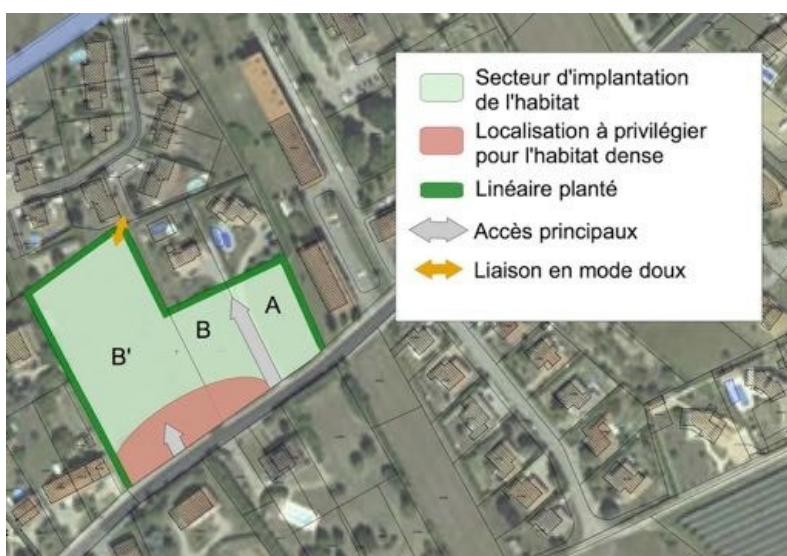 Secteur d'implantation
de l'habitat
Localisation à privilégier
pour l'habitat dense
Linéaire planté
Accès principaux
Liaison en mode doux
A
B
B'